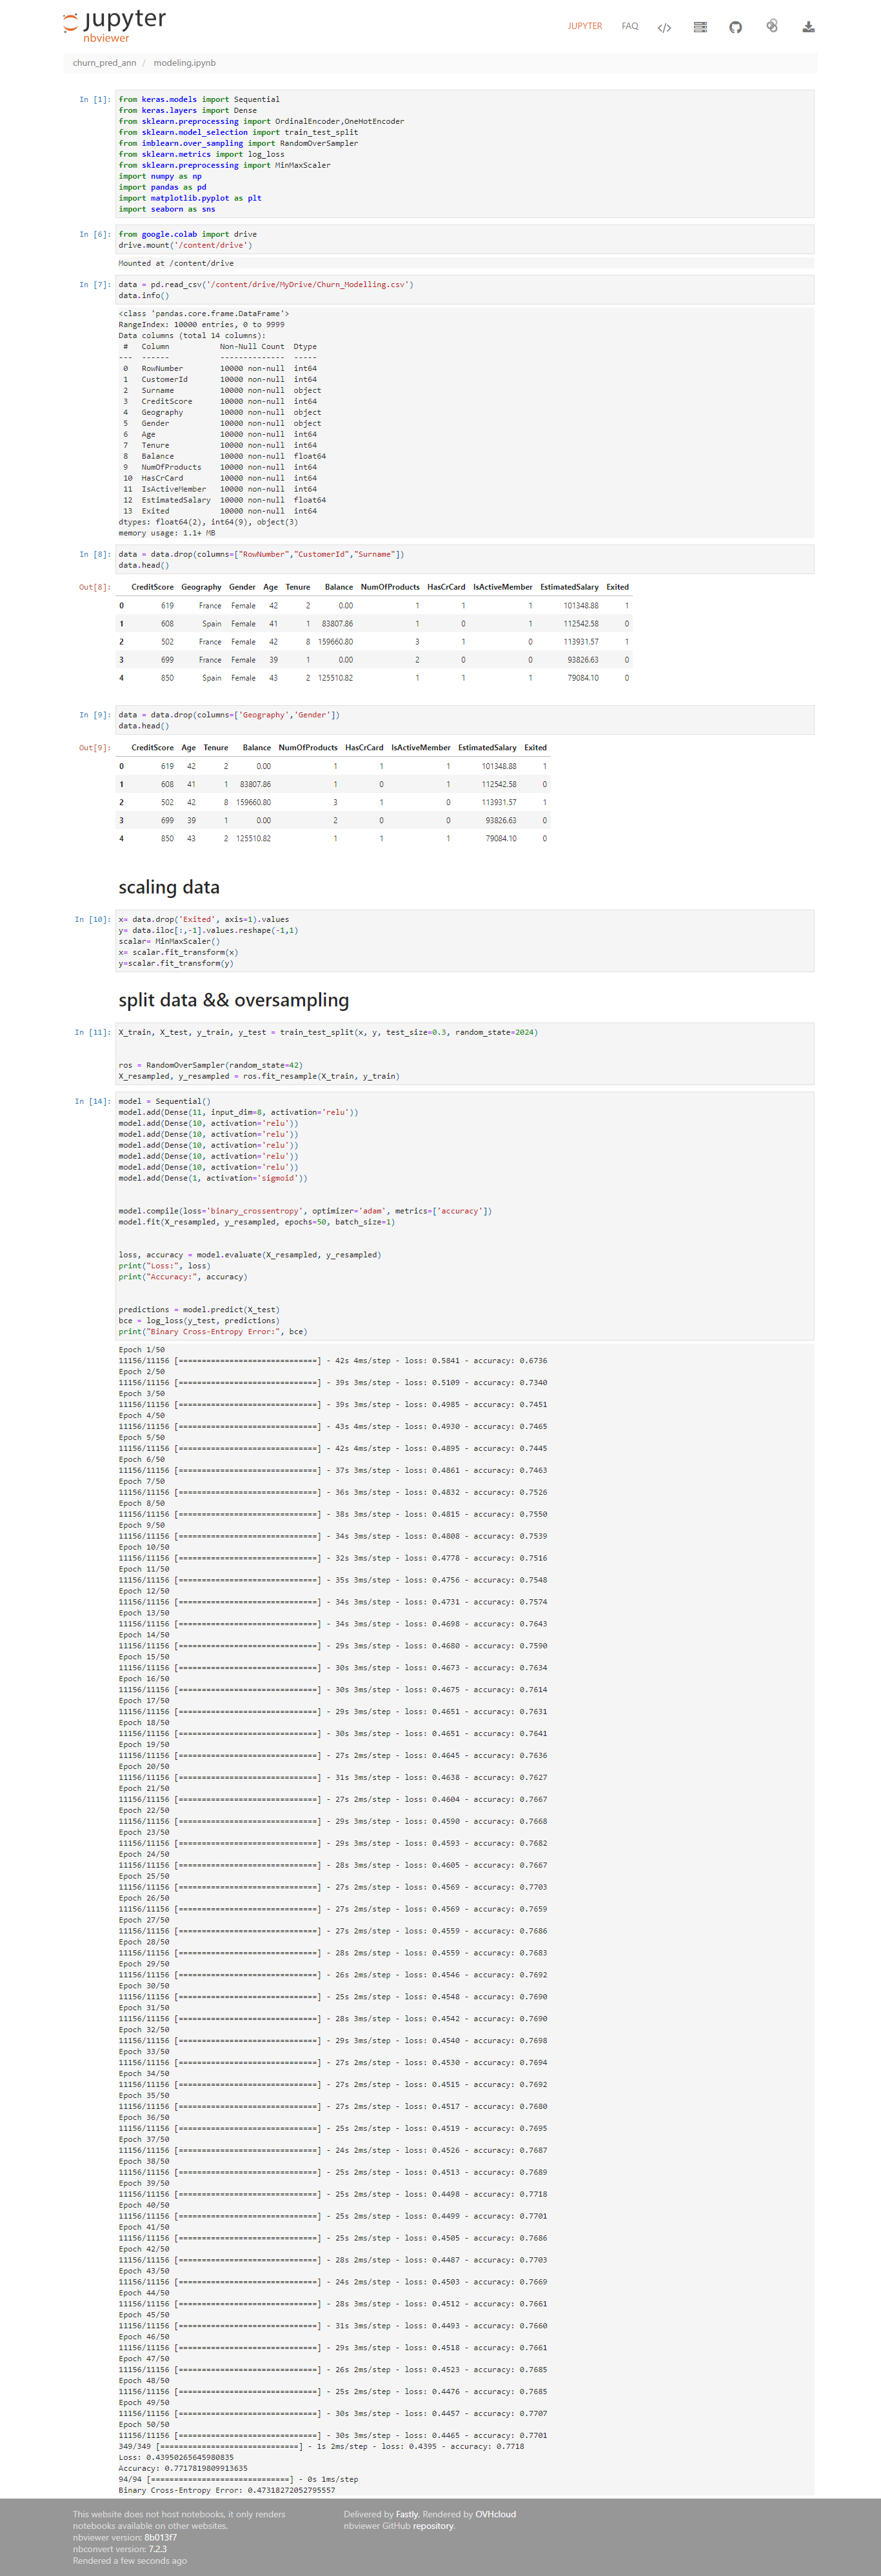 jupyter
nbviewer
JUPYTER FAQ </>
churn_pred_ann / modeling.ipynb
In [1]: from keras.models import Sequential
from keras.layers import Dense
from sklearn.preprocessing import OrdinalEncoder,OneHotEncoder
from sklearn.model_selection import train_test_split
from imblearn.over_sampling import RandomOverSampler
from sklearn.metrics import log_loss
from sklearn.preprocessing import MinMaxScaler
import numpy as np
import pandas as pd
import matplotlib.pyplot as plt
import seaborn as sns
In [6]: from google.colab import drive
drive.mount('/content/drive')
Mounted at /content/drive
In [7]: data = pd.read_csv('/content/drive/MyDrive/Churn_Modelling.csv')
data.info()
<class 'pandas.core.frame.DataFrame'>
RangeIndex: 10000 entries, 0 to 9999
Data columns (total 14 columns):
# Column Non-Null Count Dtype
--- ------ -------------- -----
0 RowNumber 10000 non-null int64
1 CustomerId 10000 non-null int64
2 Surname 10000 non-null object
3 CreditScore 10000 non-null int64
4 Geography 10000 non-null object
5 Gender 10000 non-null object
6 Age 10000 non-null int64
7 Tenure 10000 non-null int64
8 Balance 10000 non-null float64
9 NumOfProducts 10000 non-null int64
10 HasCrCard 10000 non-null int64
11 IsActiveMember 10000 non-null int64
12 EstimatedSalary 10000 non-null float64
13 Exited 10000 non-null int64
dtypes: float64(2), int64(9), object(3)
memory usage: 1.1+ MB
In [8]: data = data.drop(columns=["RowNumber","CustomerId","Surname"])
data.head()
Out[8]: CreditScore Geography Gender Age Tenure Balance NumOfProducts HasCrCard IsActiveMember EstimatedSalary Exited
0 619 France Female 42 2 0.00 1 1 1 101348.88 1
1 608 Spain Female 41 1 83807.86 1 0 1 112542.58 0
2 502 France Female 42 8 159660.80 3 1 0 113931.57 1
3 699 France Female 39 1 0.00 2 0 0 93826.63 0
4 850 Spain Female 43 2 125510.82 1 1 1 79084.10 0
In [9]: data = data.drop(columns=['Geography','Gender'])
data.head()
Out[9]: CreditScore Age Tenure Balance NumOfProducts HasCrCard IsActiveMember EstimatedSalary Exited
0 619 42 2 0.00 1 1 1 101348.88 1
1 608 41 1 83807.86 1 0 1 112542.58 0
2 502 42 8 159660.80 3 1 0 113931.57 1
3 699 39 1 0.00 2 0 0 93826.63 0
4 850 43 2 125510.82 1 1 1 79084.10 0
scaling data
In [10]: x= data.drop('Exited', axis=1).values
y= data.iloc[:,-1].values.reshape(-1,1)
scalar= MinMaxScaler()
x= scalar.fit_transform(x)
y=scalar.fit_transform(y)
split data && oversampling
In [11]: X_train, X_test, y_train, y_test = train_test_split(x, y, test_size=0.3, random_state=2024)
ros = RandomOverSampler(random_state=42)
X_resampled, y_resampled = ros.fit_resample(X_train, y_train)
In [14]: model = Sequential()
model.add(Dense(11, input_dim=8, activation='relu'))
model.add(Dense(10, activation='relu'))
model.add(Dense(10, activation='relu'))
model.add(Dense(10, activation='relu'))
model.add(Dense(10, activation='relu'))
model.add(Dense(10, activation='relu'))
model.add(Dense(1, activation='sigmoid'))
model.compile(loss='binary_crossentropy', optimizer='adam', metrics=['accuracy'])
model.fit(X_resampled, y_resampled, epochs=50, batch_size=1)
loss, accuracy = model.evaluate(X_resampled, y_resampled)
print("Loss:", loss)
print("Accuracy:", accuracy)
predictions = model.predict(X_test)
bce = log_loss(y_test, predictions)
print("Binary Cross-Entropy Error:", bce)
Epoch 1/50
11156/11156 [==============================] - 42s 4ms/step - loss: 0.5841 - accuracy: 0.6736
Epoch 2/50
11156/11156 [==============================] - 39s 3ms/step - loss: 0.5109 - accuracy: 0.7340
Epoch 3/50
11156/11156 [==============================] - 39s 3ms/step - loss: 0.4985 - accuracy: 0.7451
Epoch 4/50
11156/11156 [==============================] - 43s 4ms/step - loss: 0.4930 - accuracy: 0.7465
Epoch 5/50
11156/11156 [==============================] - 42s 4ms/step - loss: 0.4895 - accuracy: 0.7445
Epoch 6/50
11156/11156 [==============================] - 37s 3ms/step - loss: 0.4861 - accuracy: 0.7463
Epoch 7/50
11156/11156 [==============================] - 36s 3ms/step - loss: 0.4832 - accuracy: 0.7526
Epoch 8/50
11156/11156 [==============================] - 38s 3ms/step - loss: 0.4815 - accuracy: 0.7550
Epoch 9/50
11156/11156 [==============================] - 34s 3ms/step - loss: 0.4808 - accuracy: 0.7539
Epoch 10/50
11156/11156 [==============================] - 32s 3ms/step - loss: 0.4778 - accuracy: 0.7516
Epoch 11/50
11156/11156 [==============================] - 35s 3ms/step - loss: 0.4756 - accuracy: 0.7548
Epoch 12/50
11156/11156 [==============================] - 34s 3ms/step - loss: 0.4731 - accuracy: 0.7574
Epoch 13/50
11156/11156 [==============================] - 34s 3ms/step - loss: 0.4698 - accuracy: 0.7643
Epoch 14/50
11156/11156 [==============================] - 29s 3ms/step - loss: 0.4680 - accuracy: 0.7590
Epoch 15/50
11156/11156 [==============================] - 30s 3ms/step - loss: 0.4673 - accuracy: 0.7634
Epoch 16/50
11156/11156 [==============================] - 30s 3ms/step - loss: 0.4675 - accuracy: 0.7614
Epoch 17/50
11156/11156 [==============================] - 29s 3ms/step - loss: 0.4651 - accuracy: 0.7631
Epoch 18/50
11156/11156 [==============================] - 30s 3ms/step - loss: 0.4651 - accuracy: 0.7641
Epoch 19/50
11156/11156 [==============================] - 27s 2ms/step - loss: 0.4645 - accuracy: 0.7636
Epoch 20/50
11156/11156 [==============================] - 31s 3ms/step - loss: 0.4638 - accuracy: 0.7627
Epoch 21/50
11156/11156 [==============================] - 27s 2ms/step - loss: 0.4604 - accuracy: 0.7667
Epoch 22/50
11156/11156 [==============================] - 29s 3ms/step - loss: 0.4590 - accuracy: 0.7668
Epoch 23/50
11156/11156 [==============================] - 29s 3ms/step - loss: 0.4593 - accuracy: 0.7682
Epoch 24/50
11156/11156 [==============================] - 28s 3ms/step - loss: 0.4605 - accuracy: 0.7667
Epoch 25/50
11156/11156 [==============================] - 27s 2ms/step - loss: 0.4569 - accuracy: 0.7703
Epoch 26/50
11156/11156 [==============================] - 27s 2ms/step - loss: 0.4569 - accuracy: 0.7659
Epoch 27/50
11156/11156 [==============================] - 27s 2ms/step - loss: 0.4559 - accuracy: 0.7686
Epoch 28/50
11156/11156 [==============================] - 28s 2ms/step - loss: 0.4559 - accuracy: 0.7683
Epoch 29/50
11156/11156 [==============================] - 26s 2ms/step - loss: 0.4546 - accuracy: 0.7692
Epoch 30/50
11156/11156 [==============================] - 25s 2ms/step - loss: 0.4548 - accuracy: 0.7690
Epoch 31/50
11156/11156 [==============================] - 28s 3ms/step - loss: 0.4542 - accuracy: 0.7690
Epoch 32/50
11156/11156 [==============================] - 29s 3ms/step - loss: 0.4540 - accuracy: 0.7698
Epoch 33/50
11156/11156 [==============================] - 27s 2ms/step - loss: 0.4530 - accuracy: 0.7694
Epoch 34/50
11156/11156 [==============================] - 27s 2ms/step - loss: 0.4515 - accuracy: 0.7692
Epoch 35/50
11156/11156 [==============================] - 27s 2ms/step - loss: 0.4517 - accuracy: 0.7680
Epoch 36/50
11156/11156 [==============================] - 25s 2ms/step - loss: 0.4519 - accuracy: 0.7695
Epoch 37/50
11156/11156 [==============================] - 24s 2ms/step - loss: 0.4526 - accuracy: 0.7687
Epoch 38/50
11156/11156 [==============================] - 25s 2ms/step - loss: 0.4513 - accuracy: 0.7689
Epoch 39/50
11156/11156 [==============================] - 25s 2ms/step - loss: 0.4498 - accuracy: 0.7718
Epoch 40/50
11156/11156 [==============================] - 25s 2ms/step - loss: 0.4499 - accuracy: 0.7701
Epoch 41/50
11156/11156 [==============================] - 25s 2ms/step - loss: 0.4505 - accuracy: 0.7686
Epoch 42/50
11156/11156 [==============================] - 28s 2ms/step - loss: 0.4487 - accuracy: 0.7703
Epoch 43/50
11156/11156 [==============================] - 24s 2ms/step - loss: 0.4503 - accuracy: 0.7669
Epoch 44/50
11156/11156 [==============================] - 28s 3ms/step - loss: 0.4512 - accuracy: 0.7661
Epoch 45/50
11156/11156 [==============================] - 31s 3ms/step - loss: 0.4493 - accuracy: 0.7660
Epoch 46/50
11156/11156 [==============================] - 29s 3ms/step - loss: 0.4518 - accuracy: 0.7661
Epoch 47/50
11156/11156 [==============================] - 26s 2ms/step - loss: 0.4523 - accuracy: 0.7685
Epoch 48/50
11156/11156 [==============================] - 25s 2ms/step - loss: 0.4476 - accuracy: 0.7685
Epoch 49/50
11156/11156 [==============================] - 30s 3ms/step - loss: 0.4457 - accuracy: 0.7707
Epoch 50/50
11156/11156 [==============================] - 30s 3ms/step - loss: 0.4465 - accuracy: 0.7701
349/349 [==============================] - 1s 2ms/step - loss: 0.4395 - accuracy: 0.7718
Loss: 0.43950265645980835
Accuracy: 0.7717819809913635
94/94 [==============================] - 0s 1ms/step
Binary Cross-Entropy Error: 0.47318272052795557
This website does not host notebooks, it only renders
notebooks available on other websites.
nbviewer version: 8b013f7
nbconvert version: 7.2.3
Rendered a few seconds ago
Delivered by Fastly, Rendered by OVHcloud
nbviewer GitHub repository.